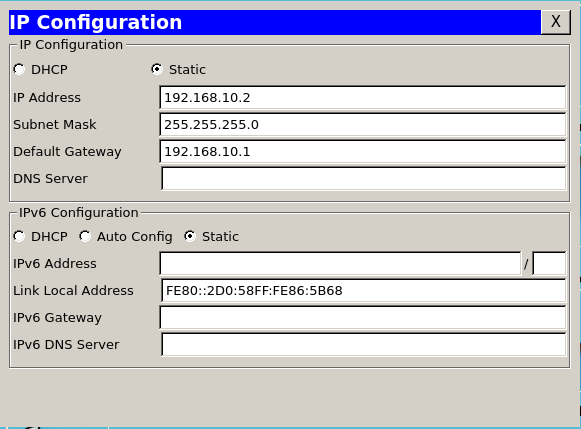 IP Configuration X
IP Configuration
DHCP Static
IP Address 192.168.10.2
Subnet Mask 255.255.255.0
Default Gateway 192.168.10.1
DNS Server
IPv6 Configuration
DHCP Auto Config Static
IPv6 Address /
Link Local Address FE80::2D0:58FF:FE86:5B68
IPv6 Gateway
IPv6 DNS Server